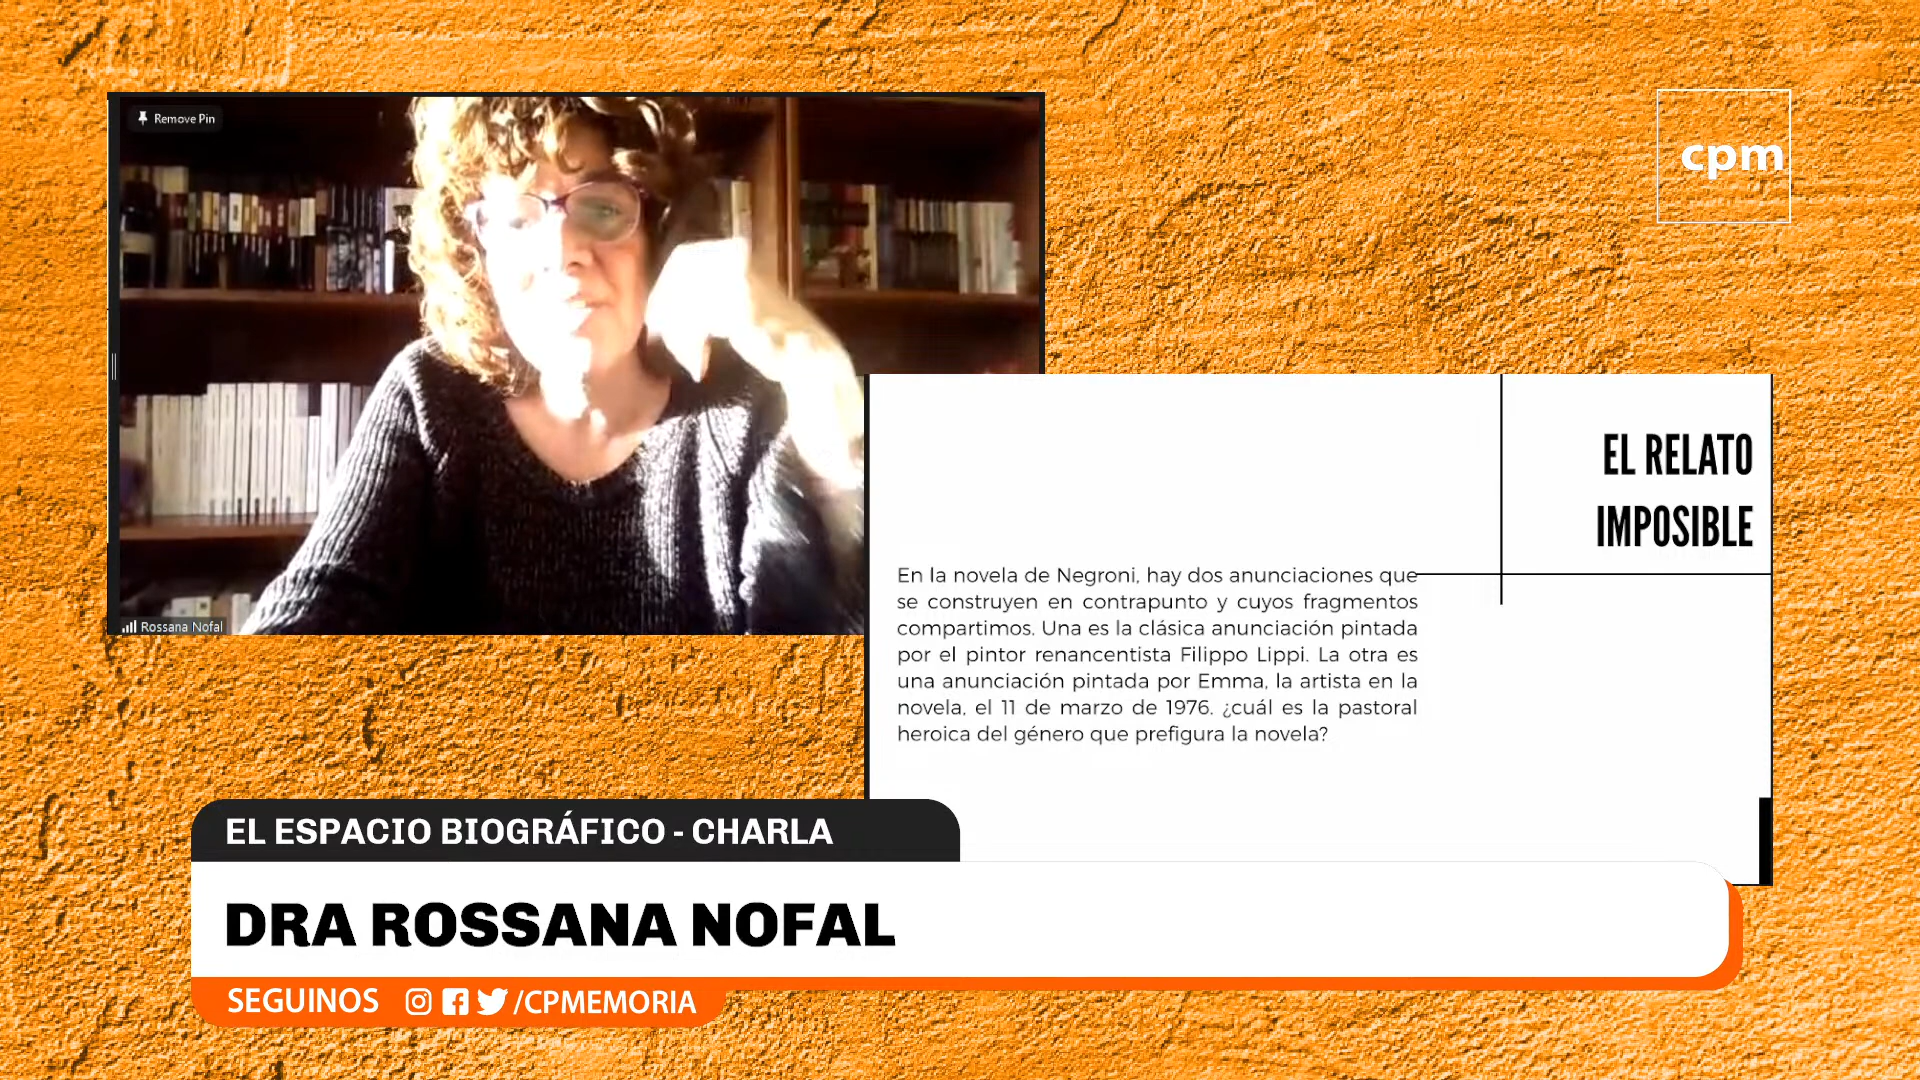 Remove Pin
cpm
Rossana Nofal
EL RELATO
IMPOSIBLE
En la novela de Negroni, hay dos anunciaciones que
se construyen en contrapunto y cuyos fragmentos
compartimos. Una es la clásica anunciación pintada
por el pintor renancentista Filippo Lippi. La otra es
una anunciación pintada por Emma, la artista en la
novela, el 11 de marzo de 1976. ¿cuál es la pastoral
heroica del género que prefigura la novela?
EL ESPACIO BIOGRÁFICO - CHARLA
DRA ROSSANA NOFAL
SEGUINOS /CPMEMORIA